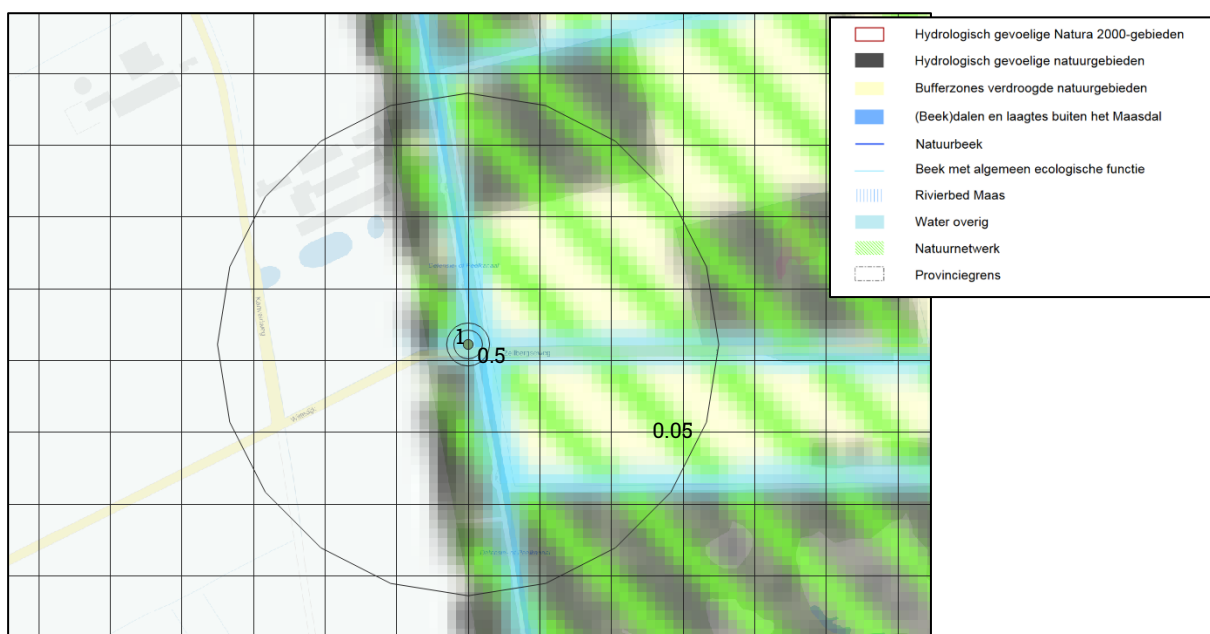 Hydrologisch gevoelige Natura 2000-gebieden
Hydrologisch gevoelige natuurgebieden
Bufferzones verdroogde natuurgebieden
(Beek)dalen en laagtes buiten het Maasdal
Natuurbeek
Beek met algemeen ecologische functie
Rivierbed Maas
Water overig
Natuurnetwerk
Provinciegrens
1
0.5
0.05